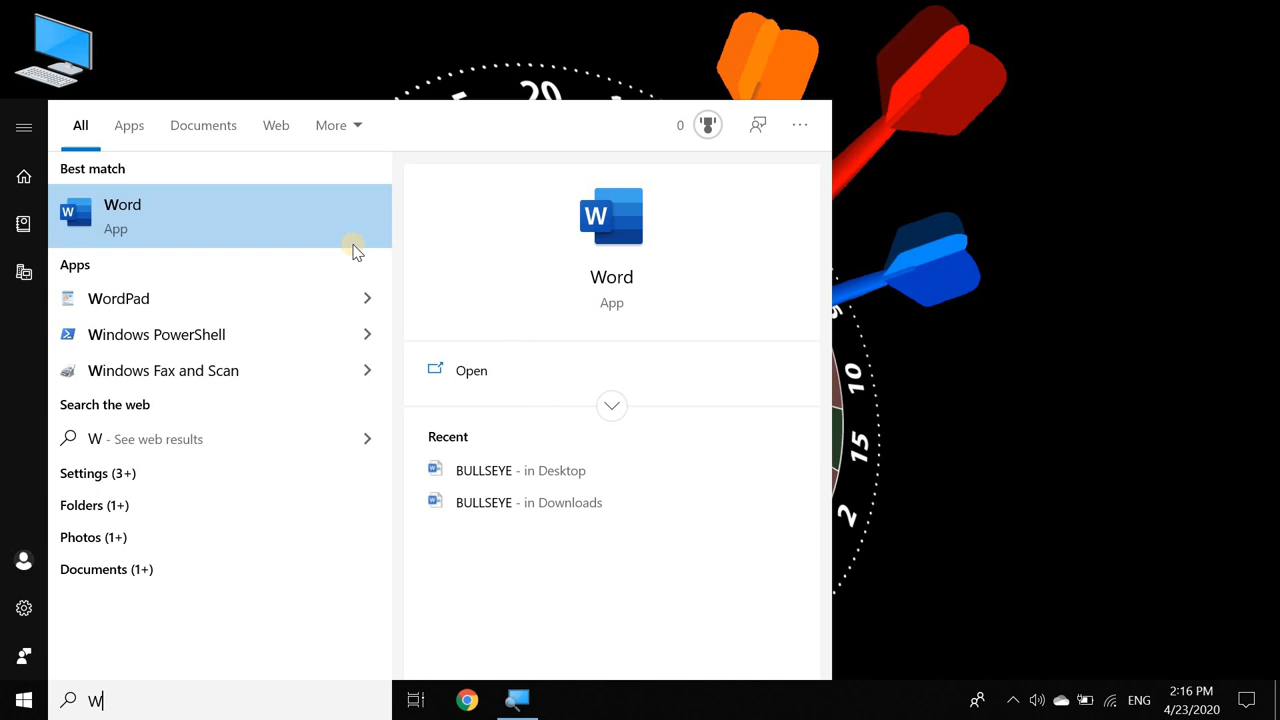 20
All Apps Documents Web More 0
Best match
Word
App
Apps
WordPad
Windows PowerShell
Windows Fax and Scan
Search the web
W - See web results
Settings (3+)
Folders (1+)
Photos (1+)
Documents (1+)
W
W
Word
App
Open
Recent
BULLSEYE - in Desktop
BULLSEYE - in Downloads
10
15
2
W
ENG
2:16 PM
4/23/2020